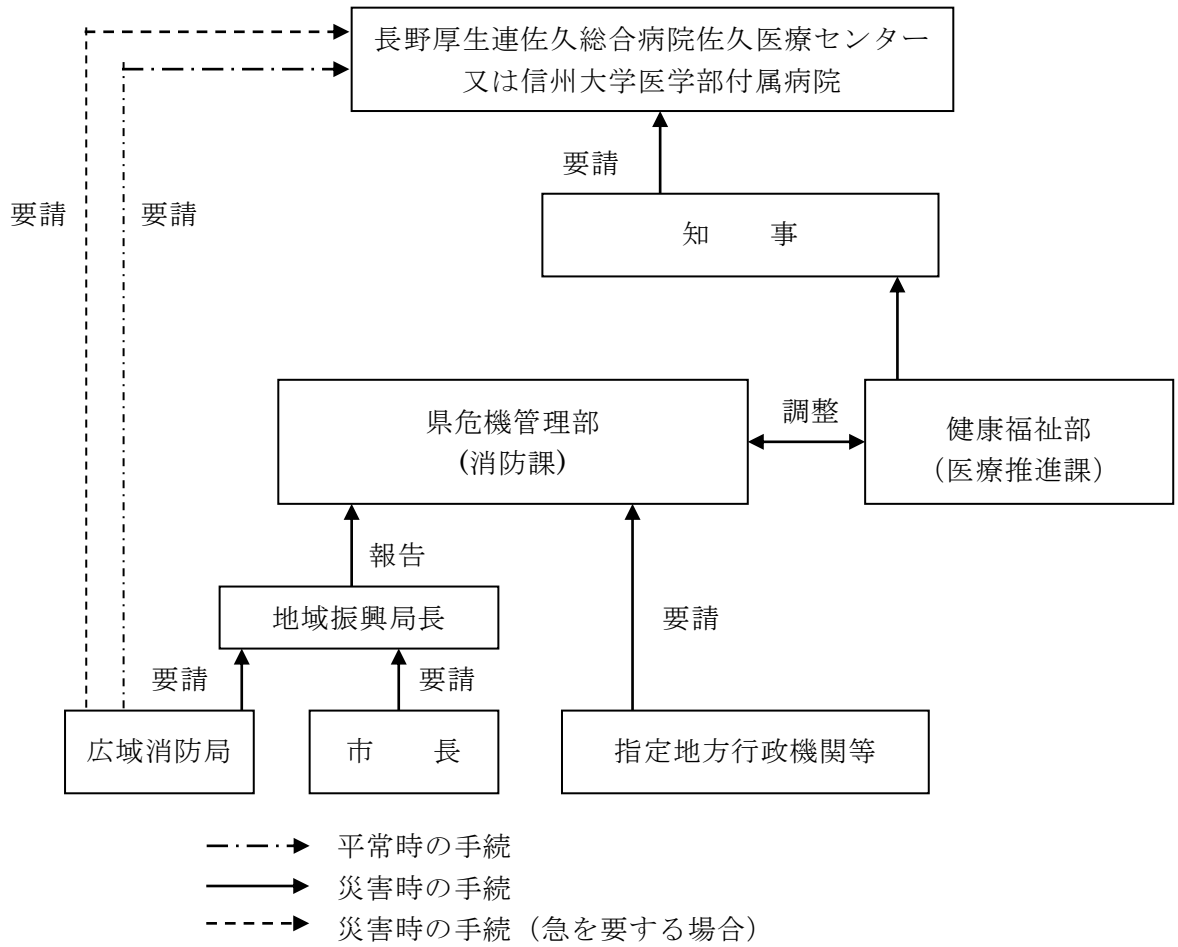 長野厚生連佐久総合病院佐久医療センター
又は信州大学医学部付属病院
要請
要請
要請
知　　事
県危機管理部
(消防課)
調整
健康福祉部
（医療推進課）
報告
地域振興局長
要請
要請
要請
広域消防局
市　　長
指定地方行政機関等
平常時の手続
災害時の手続
災害時の手続（急を要する場合）